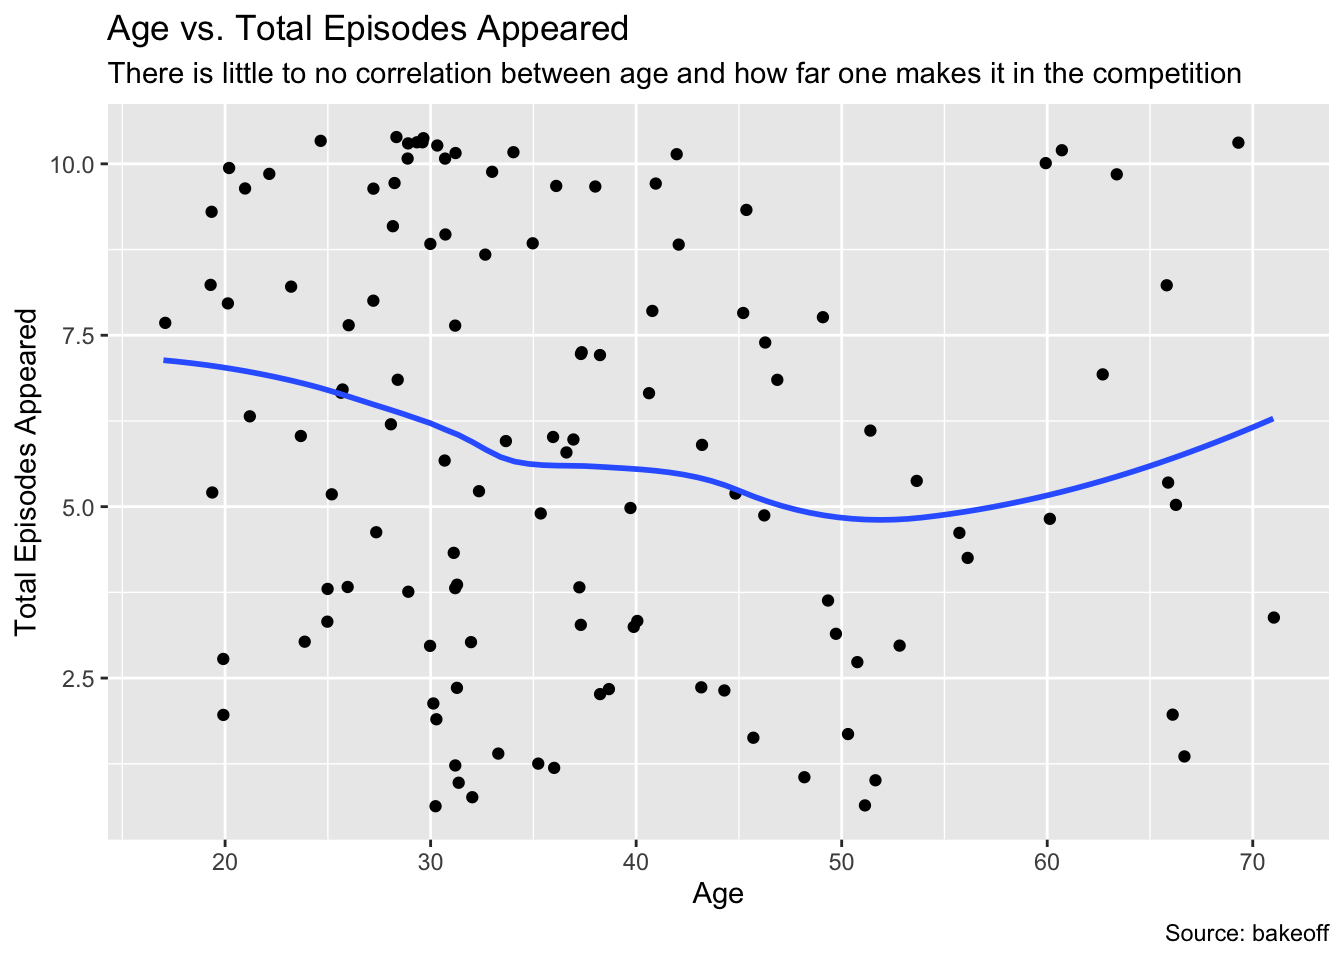 Age vs. Total Episodes Appeared
There is little to no correlation between age and how far one makes it in the competition
Total Episodes Appeared
10.0
7.5
5.0
2.5
20 30 40 50 60 70
Age
Source: bakeoff